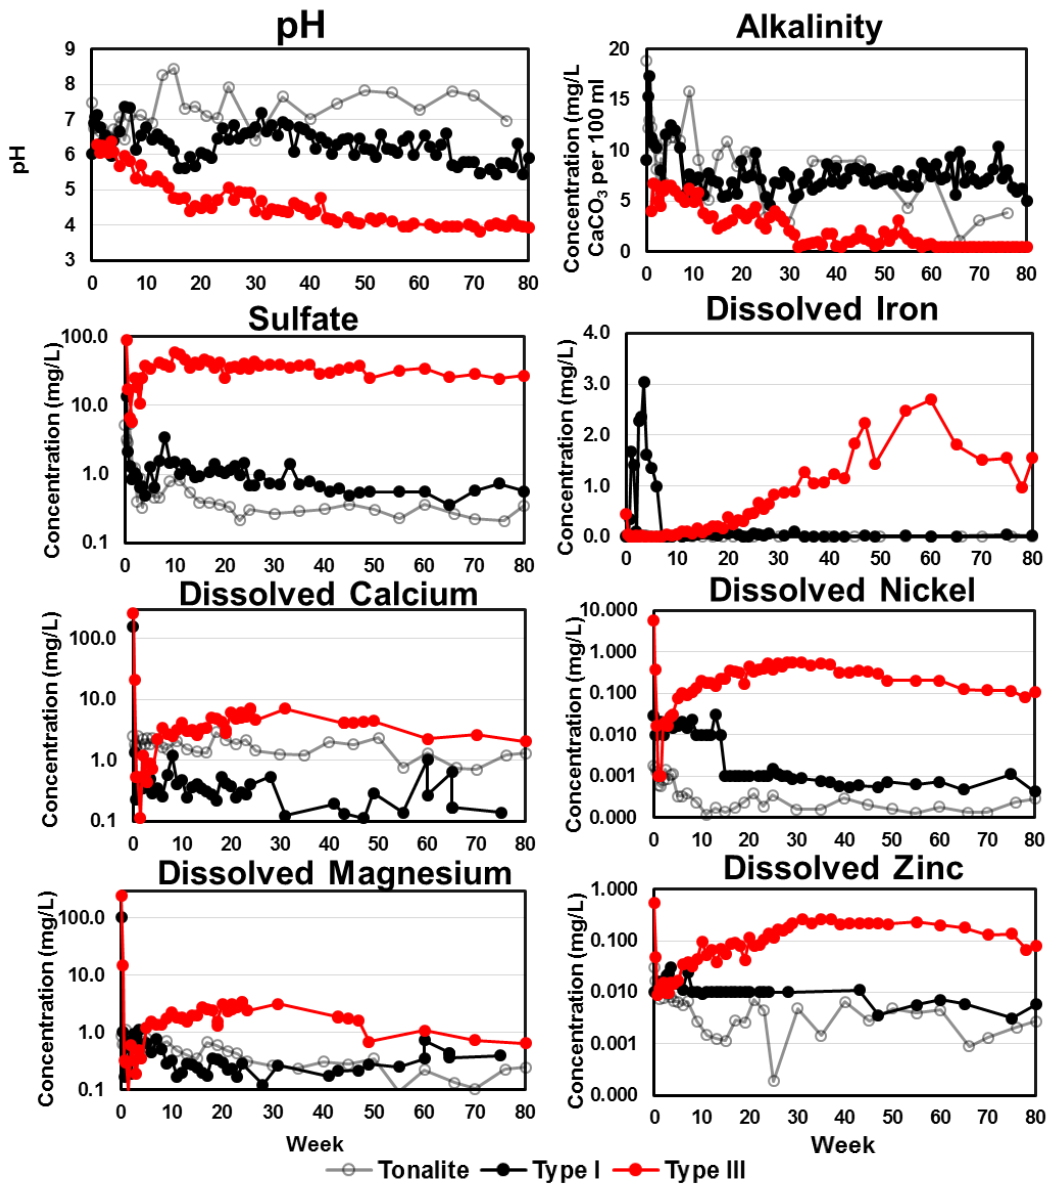 pH
9
8
7
6
5
4
3
pH
0 10 20 30 40 50 60 70 80
Alkalinity
20
15
10
5
0
Concentration (mg/L
CaCO3 per 100 ml
0 10 20 30 40 50 60 70 80
Sulfate
100.0
10.0
1.0
0.1
Concentration (mg/L)
0 10 20 30 40 50 60 70 80
Dissolved Iron
4.0
3.0
2.0
1.0
0.0
Concentration (mg/L)
0 10 20 30 40 50 60 70 80
Dissolved Calcium
100.0
10.0
1.0
0.1
Concentration (mg/L)
0 10 20 30 40 50 60 70 80
Dissolved Nickel
10.000
1.000
0.100
0.010
0.001
0.000
Concentration (mg/L)
0 10 20 30 40 50 60 70 80
Dissolved Magnesium
100.0
10.0
1.0
0.1
Concentration (mg/L)
0 10 20 30 40 50 60 70 80
Week
Dissolved Zinc
1.000
0.100
0.010
0.001
0.000
Concentration (mg/L)
0 10 20 30 40 50 60 70 80
Week
Tonalite Type I Type III